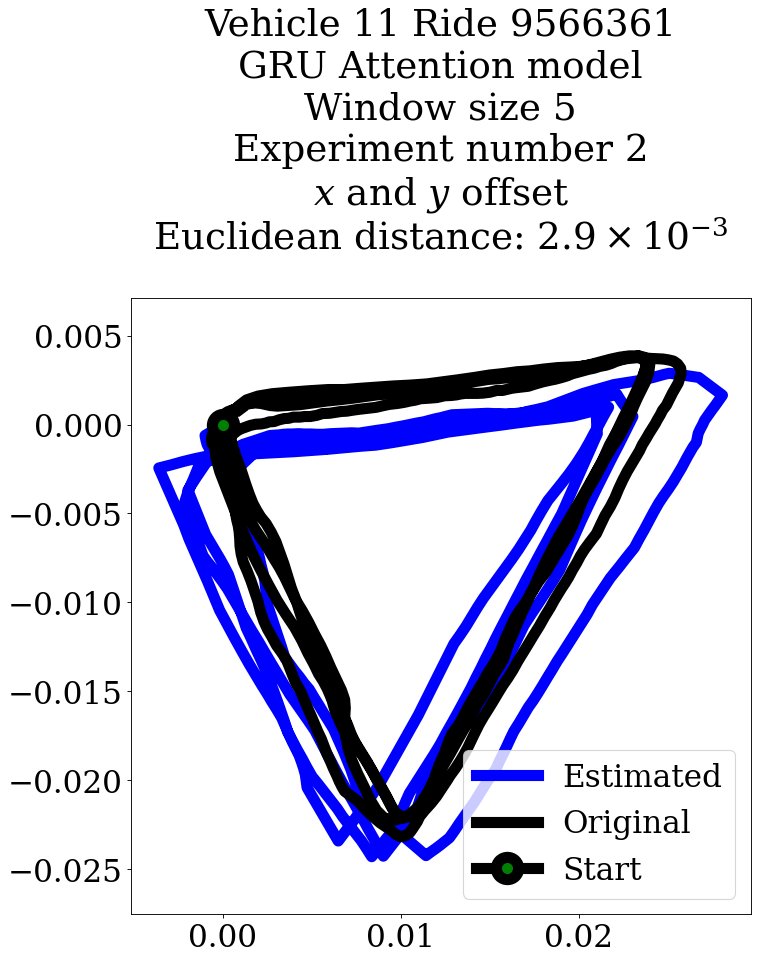 Vehicle 11 Ride 9566361
GRU Attention model
Window size 5
Experiment number 2
x and y offset
Euclidean distance: 2.9 × 10⁻³
0.005
0.000
−0.005
−0.010
−0.015
−0.020
−0.025
Estimated
Original
Start
0.00
0.01
0.02